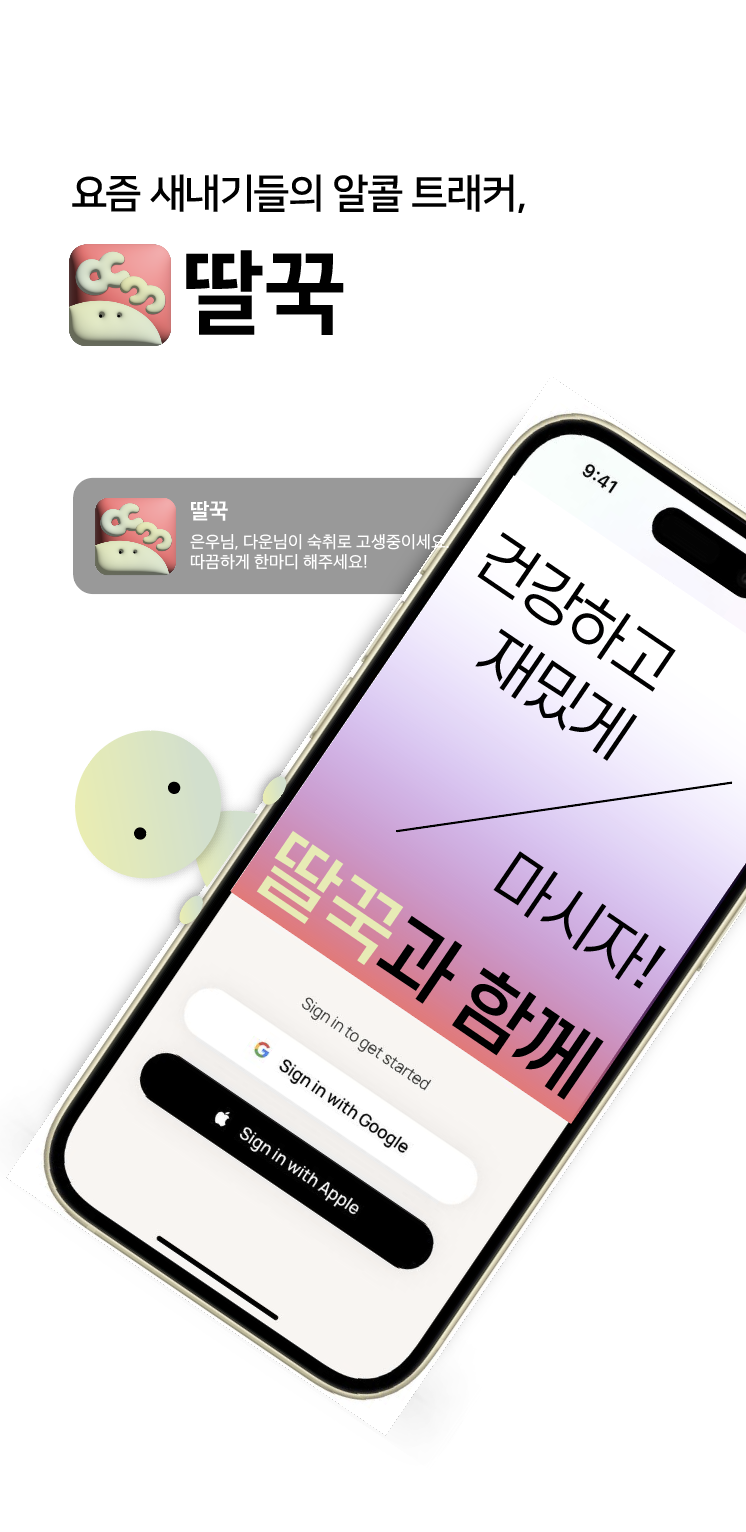 요즘 새내기들의 알콜 트래커,
딸꾹
딸꾹
은우님, 다운님이 숙취로 고생중이세요
따끔하게 한마디 해주세요!
9:41
건강하고
재밌게
마시자!
딸꾹과 함께
Sign in to get started
Sign in with Google
Sign in with Apple